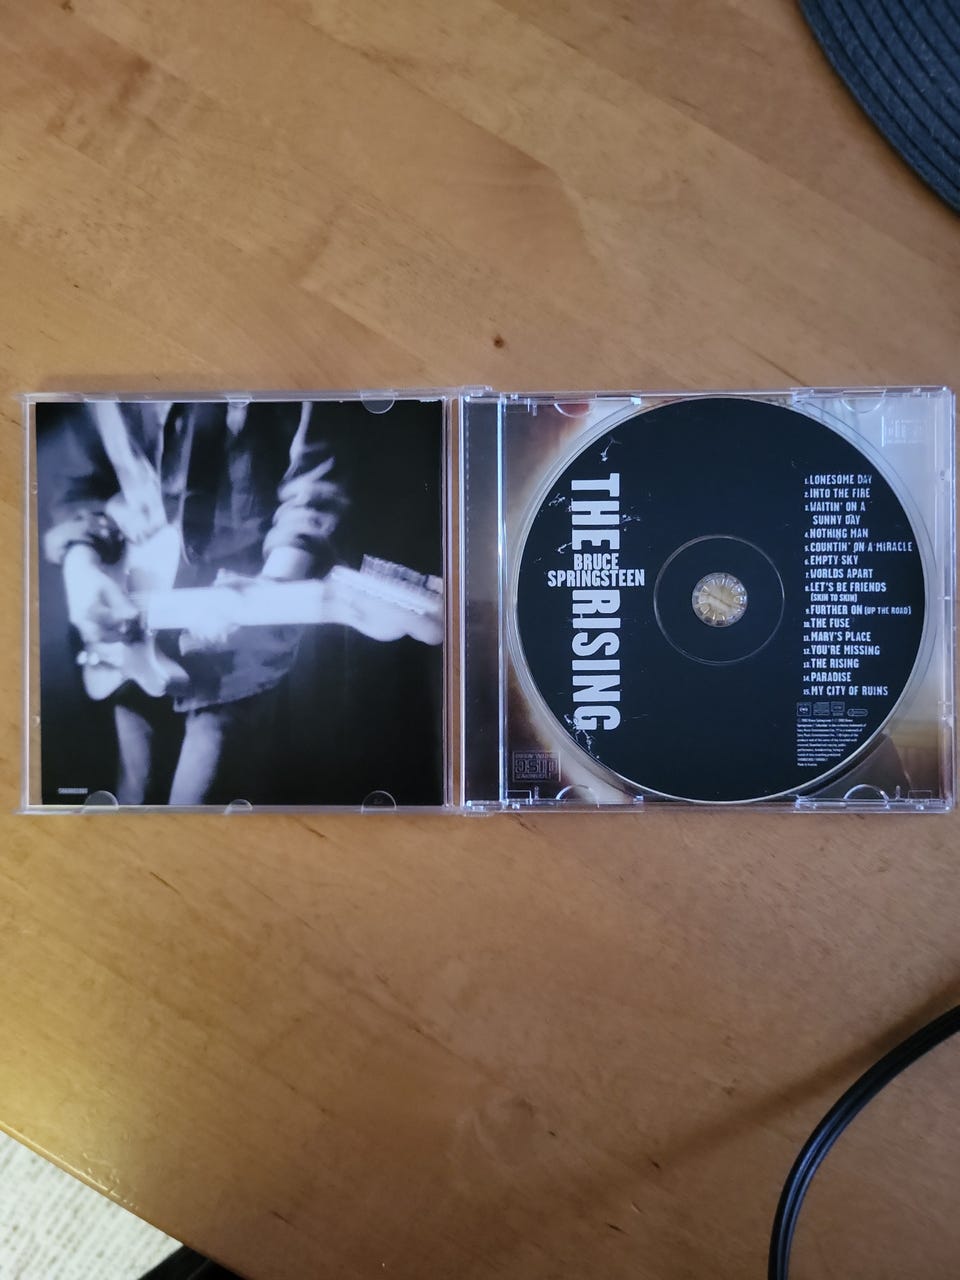 THE RISING
BRUCE
SPRINGSTEEN
1. LONESOME DAY
2. INTO THE FIRE
3. WAITIN' ON A
SUNNY DAY
4. NOTHING MAN
5. COUNTIN' ON A MIRACLE
6. EMPTY SKY
7. WORLDS APART
8. LET'S BE FRIENDS
(SKIN TO SKIN)
9. FURTHER ON (UP THE ROAD)
10. THE FUSE
11. MARY'S PLACE
12. YOU'RE MISSING
13. THE RISING
14. PARADISE
15. MY CITY OF RUINS